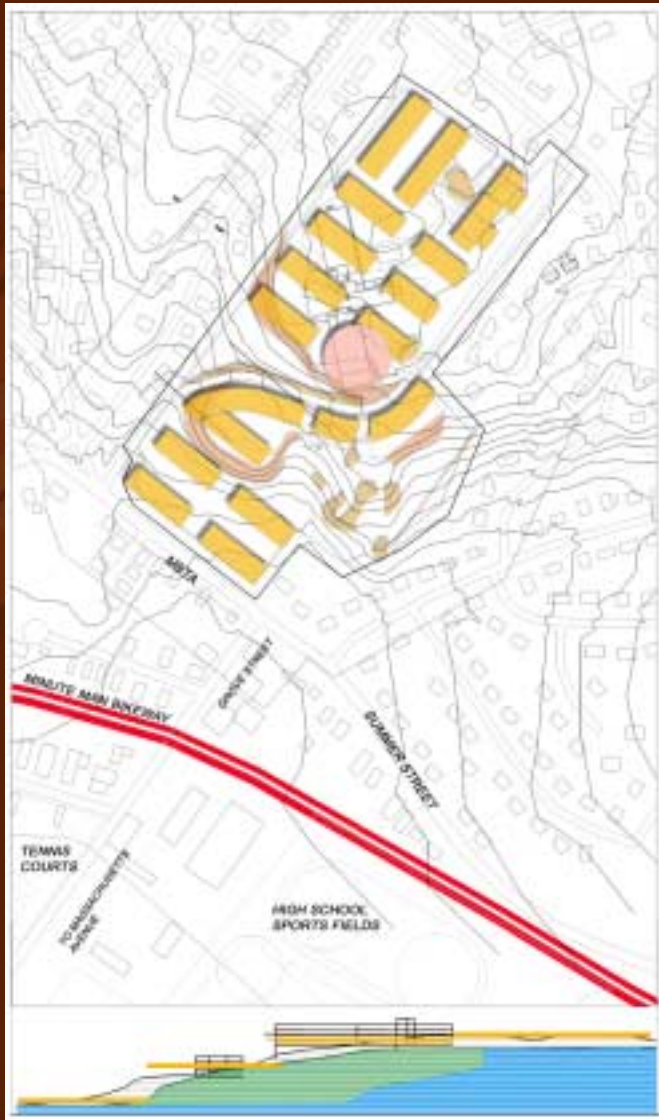 MBTA
GROVE STREET
MINUTE MAN BIKEWAY
SUMMER STREET
TENNIS
COURTS
TO MASSACHUSETTS
AVENUE
HIGH SCHOOL
SPORTS FIELDS